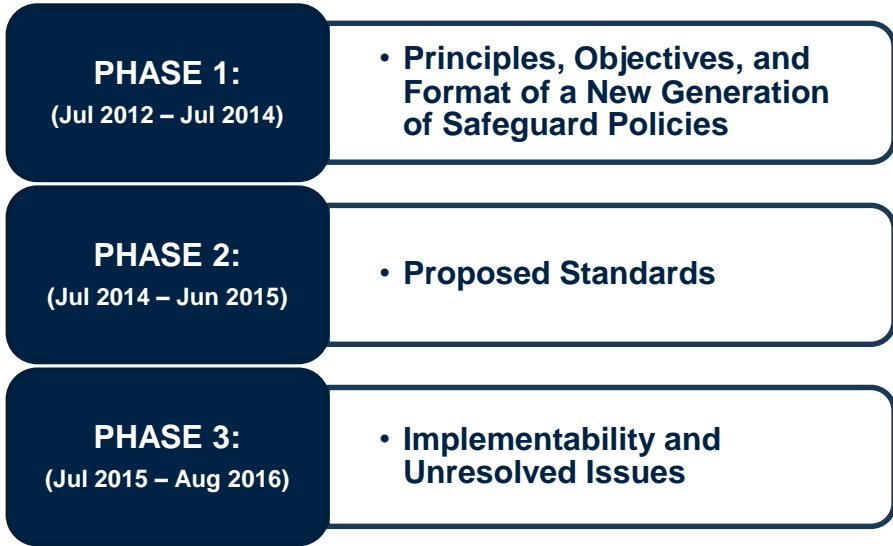 PHASE 1:
(Jul 2012 – Jul 2014)
• Principles, Objectives, and
Format of a New Generation
of Safeguard Policies
PHASE 2:
(Jul 2014 – Jun 2015)
• Proposed Standards
PHASE 3:
(Jul 2015 – Aug 2016)
• Implementability and
Unresolved Issues